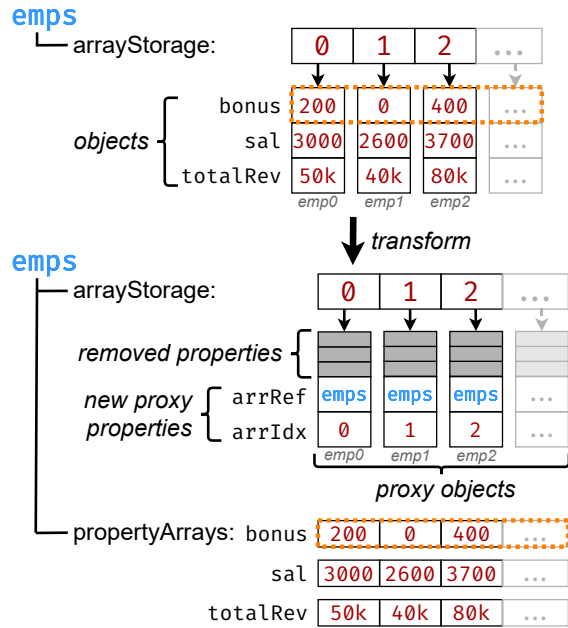 emps
arrayStorage: 0 1 2 ...
bonus 200 0 400 ...
objects sal 3000 2600 3700 ...
totalRev 50k 40k 80k ...
emp0 emp1 emp2
transform
emps
arrayStorage: 0 1 2 ...
removed properties
new proxy properties
arrRef emps emps emps ...
arrIdx 0 1 2 ...
emp0 emp1 emp2
proxy objects
propertyArrays: bonus 200 0 400 ...
sal 3000 2600 3700 ...
totalRev 50k 40k 80k ...